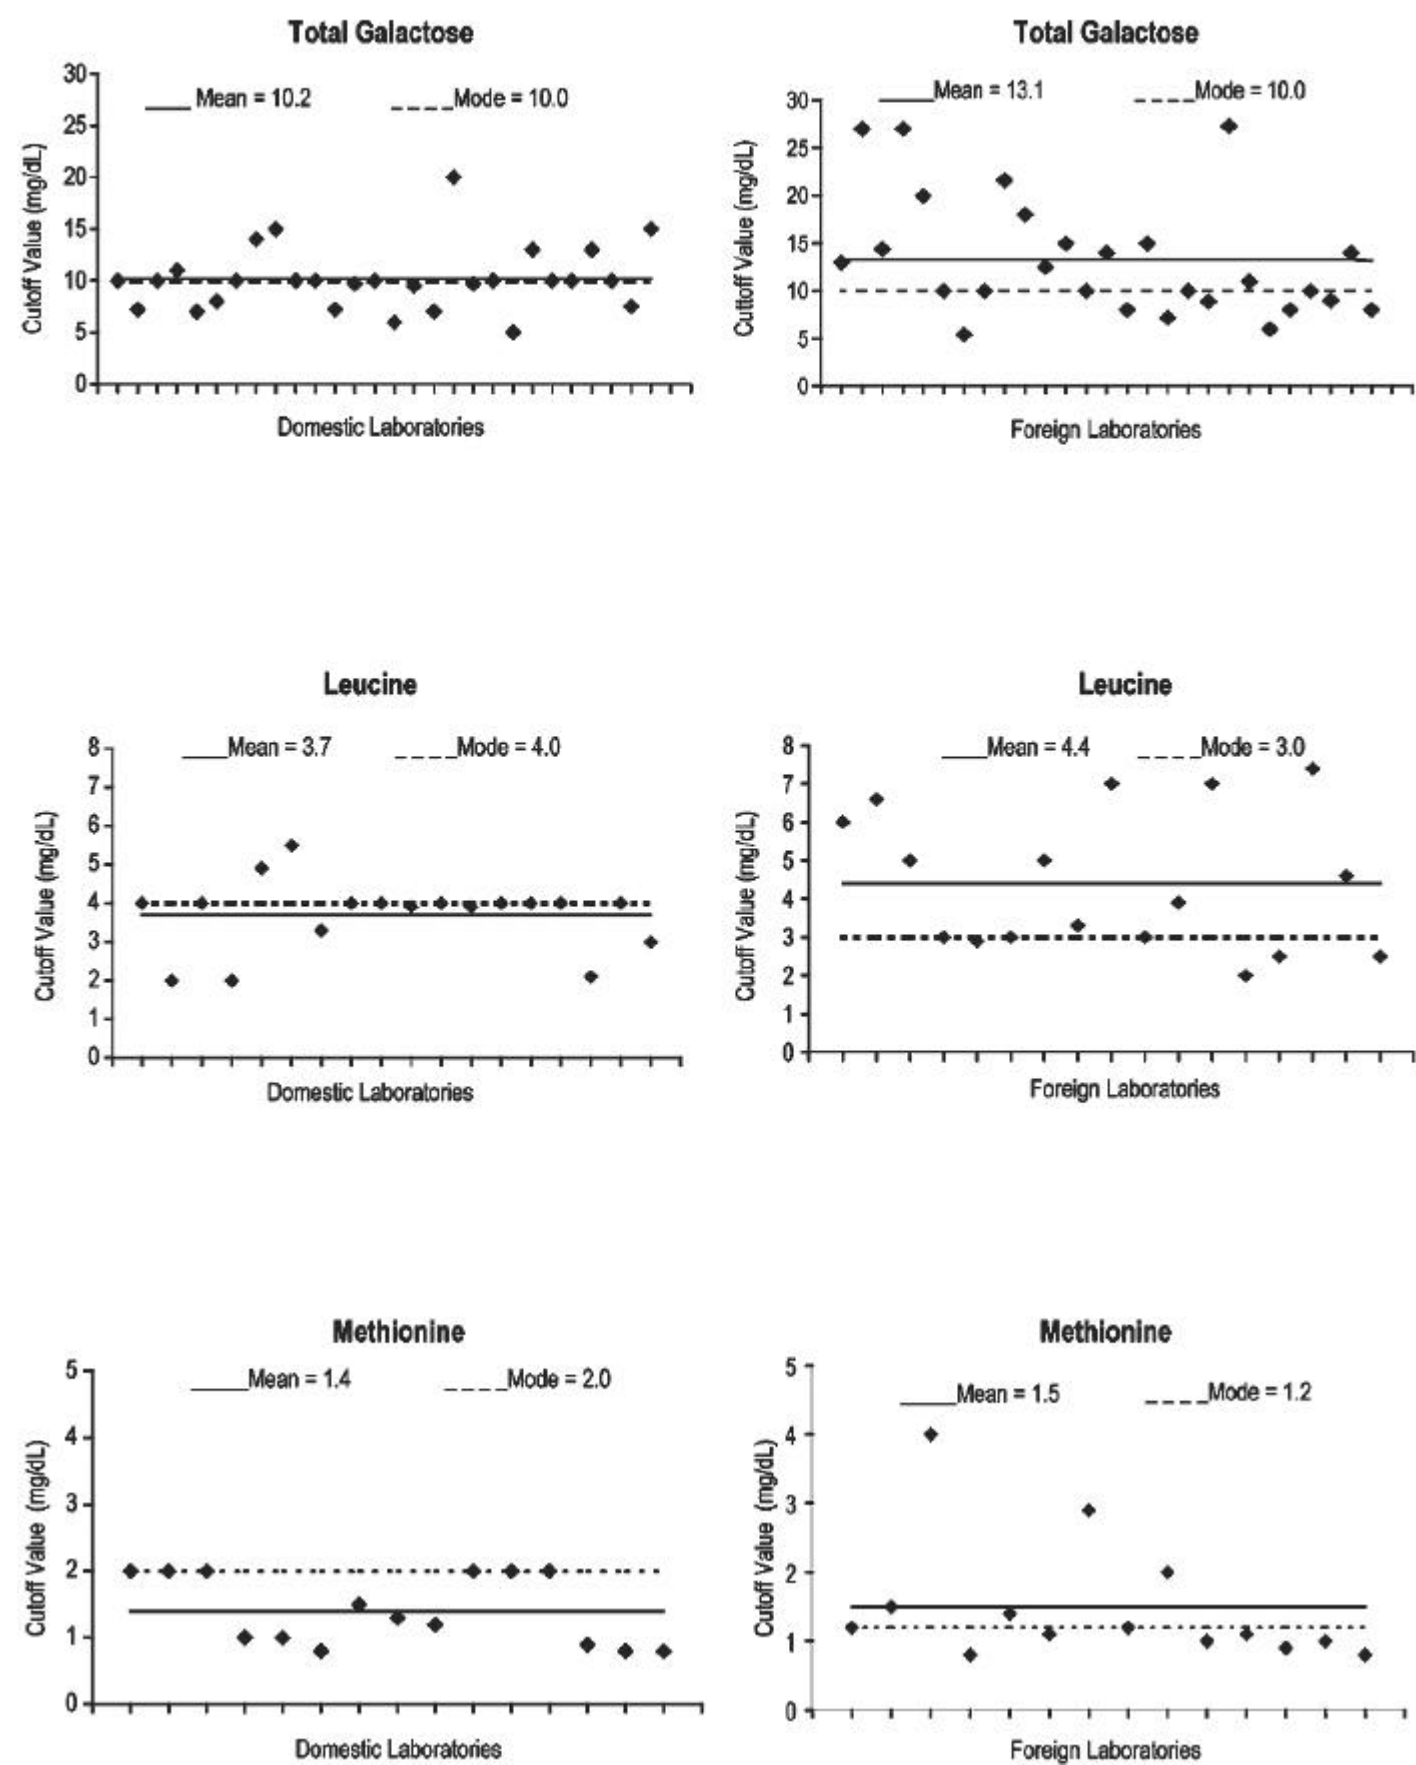 Total Galactose
Mean = 10.2
Mode = 10.0
30
25
20
15
10
5
0
Cutoff Value (mg/dL)
Domestic Laboratories
Total Galactose
Mean = 13.1
Mode = 10.0
30
25
20
15
10
5
0
Cuttoff Value (mg/dL)
Foreign Laboratories
Leucine
Mean = 3.7
Mode = 4.0
8
7
6
5
4
3
2
1
0
Cutoff Value (mg/dL)
Domestic Laboratories
Leucine
Mean = 4.4
Mode = 3.0
8
7
6
5
4
3
2
1
0
Cutoff Value (mg/dL)
Foreign Laboratories
Methionine
Mean = 1.4
Mode = 2.0
5
4
3
2
1
0
Cutoff Value (mg/dL)
Domestic Laboratories
Methionine
Mean = 1.5
Mode = 1.2
5
4
3
2
1
0
Cutoff Value (mg/dL)
Foreign Laboratories